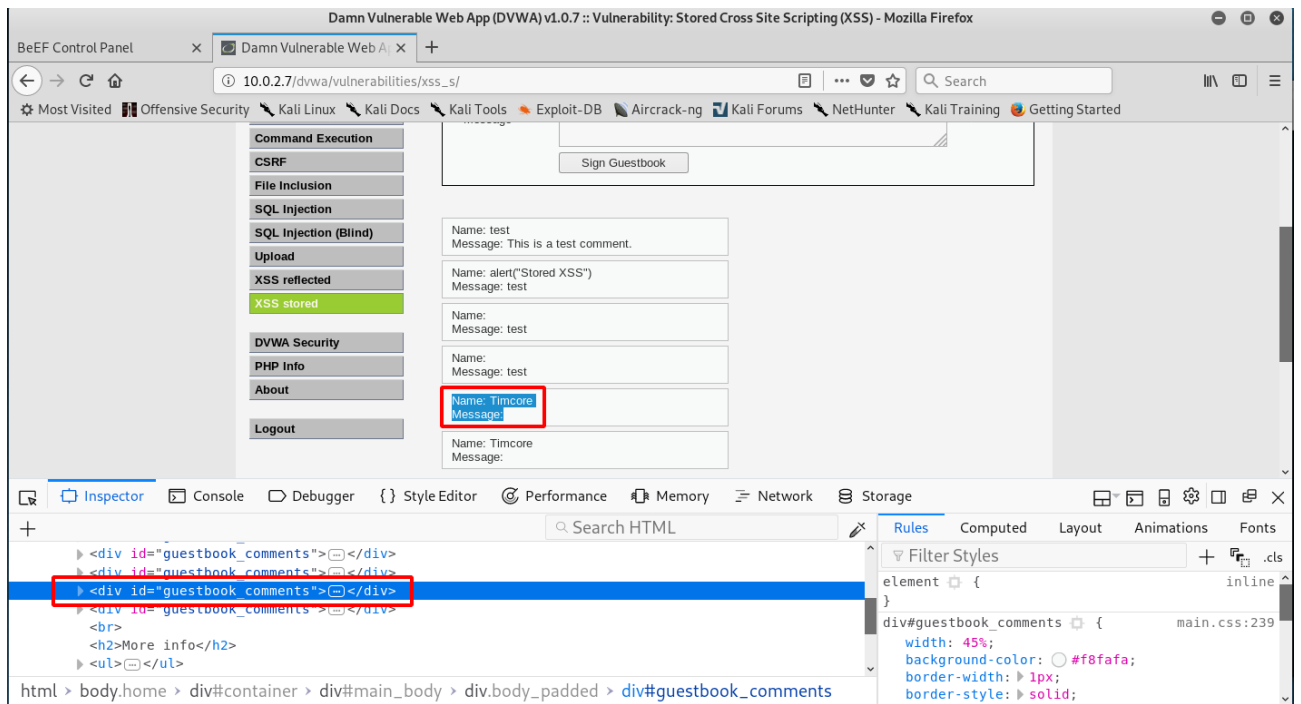 Damn Vulnerable Web App (DVWA) v1.0.7 :: Vulnerability: Stored Cross Site Scripting (XSS) - Mozilla Firefox
BeEF Control Panel
Damn Vulnerable Web A
10.0.2.7/dvwa/vulnerabilities/xss_s/
Search
Most Visited Offensive Security Kali Linux Kali Docs Kali Tools Exploit-DB Aircrack-ng Kali Forums NetHunter Kali Training Getting Started
Command Execution
CSRF
File Inclusion
SQL Injection
SQL Injection (Blind)
Upload
XSS reflected
XSS stored
DVWA Security
PHP Info
About
Logout
Sign Guestbook
Name: test
Message: This is a test comment.
Name: alert("Stored XSS")
Message: test
Name:
Message: test
Name:
Message: test
Name: Timcore
Message:
Name: Timcore
Message:
Inspector Console Debugger {} Style Editor Performance Memory Network Storage
+ Search HTML
<div id="guestbook_comments"></div>
<div id="guestbook_comments"></div>
<div id="guestbook_comments"></div>
<div id="guestbook_comments"></div>
<br>
<h2>More info</h2>
<ul></ul>
html > body.home > div#container > div#main_body > div.body_padded > div#guestbook_comments
Rules Computed Layout Animations Fonts
Filter Styles + .cls
element { inline
}
div#guestbook_comments { main.css:239
width: 45%;
background-color: #f8fafa;
border-width: 1px;
border-style: solid;